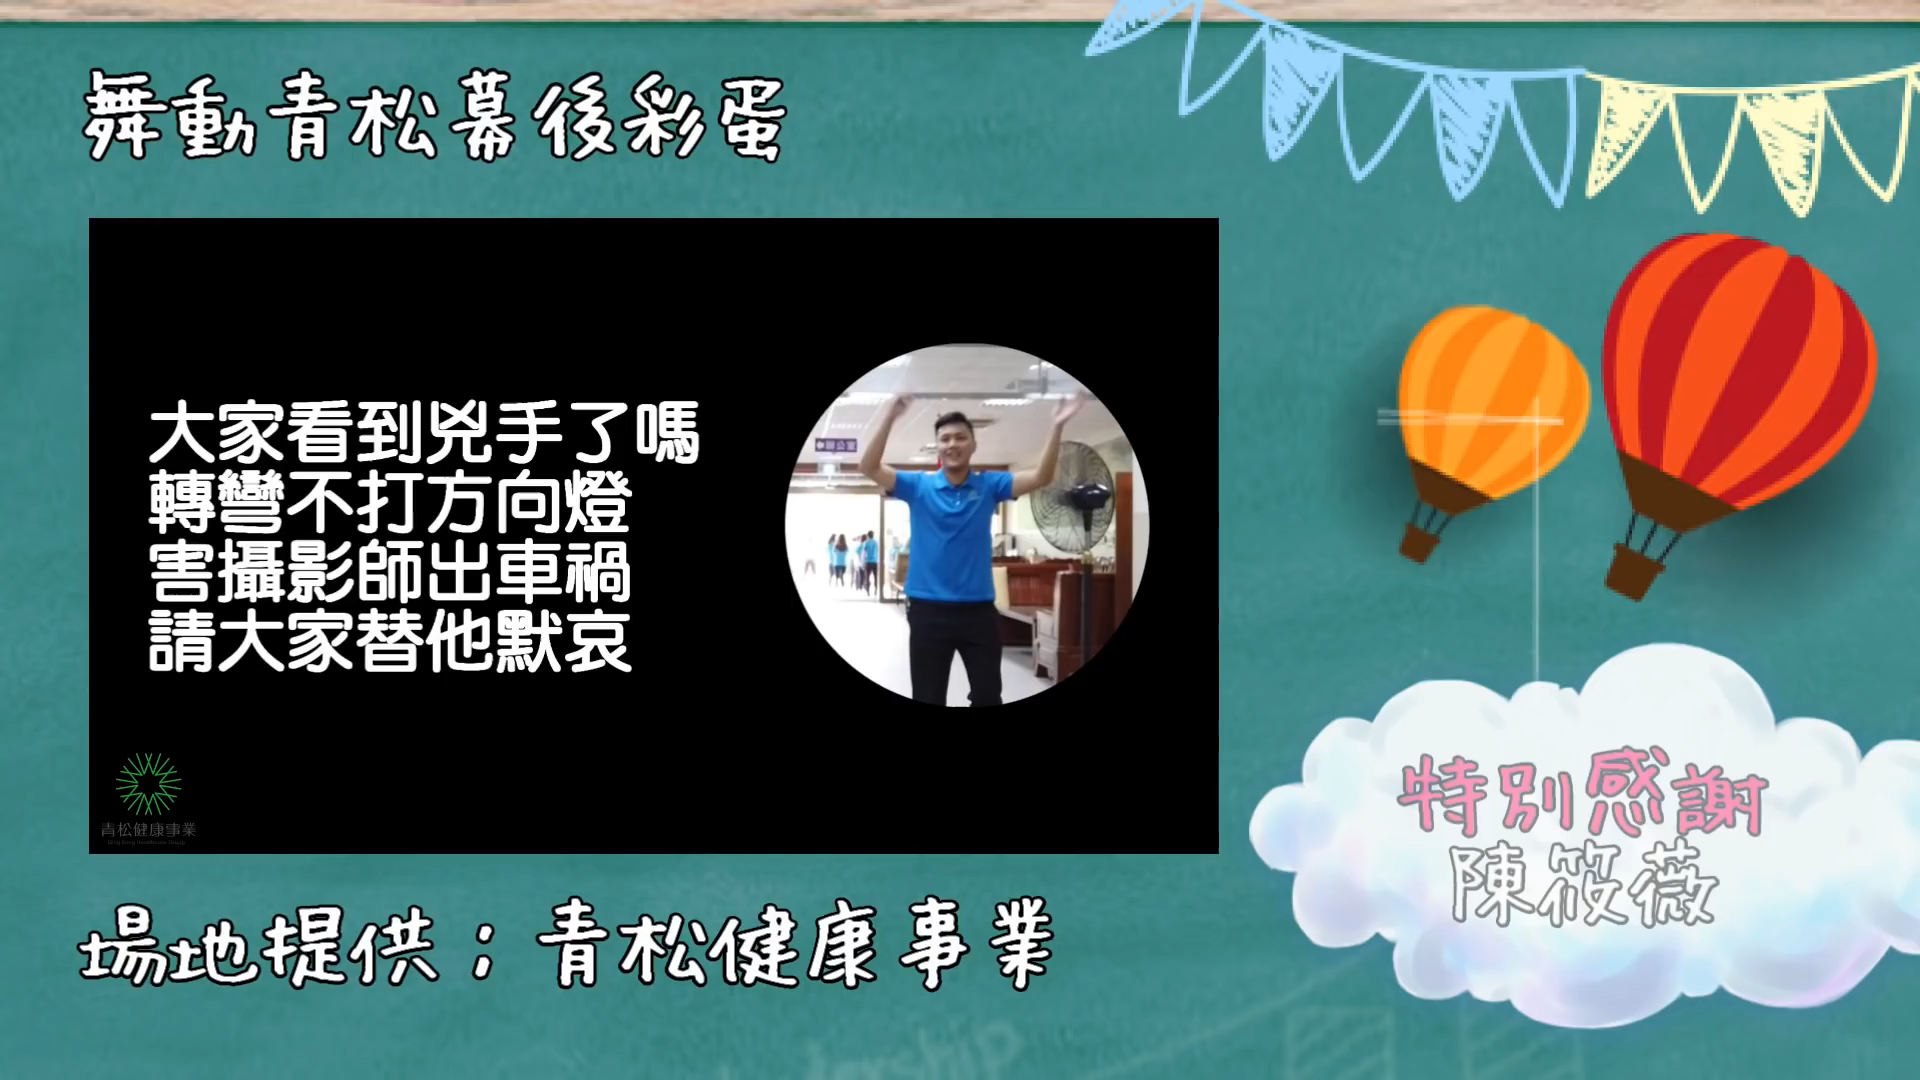 舞動青松幕後彩蛋
大家看到兇手了嗎
轉彎不打方向燈
害攝影師出車禍
請大家替他默哀
青松健康事業
場地提供；青松健康事業
特別感謝
陳筱薇